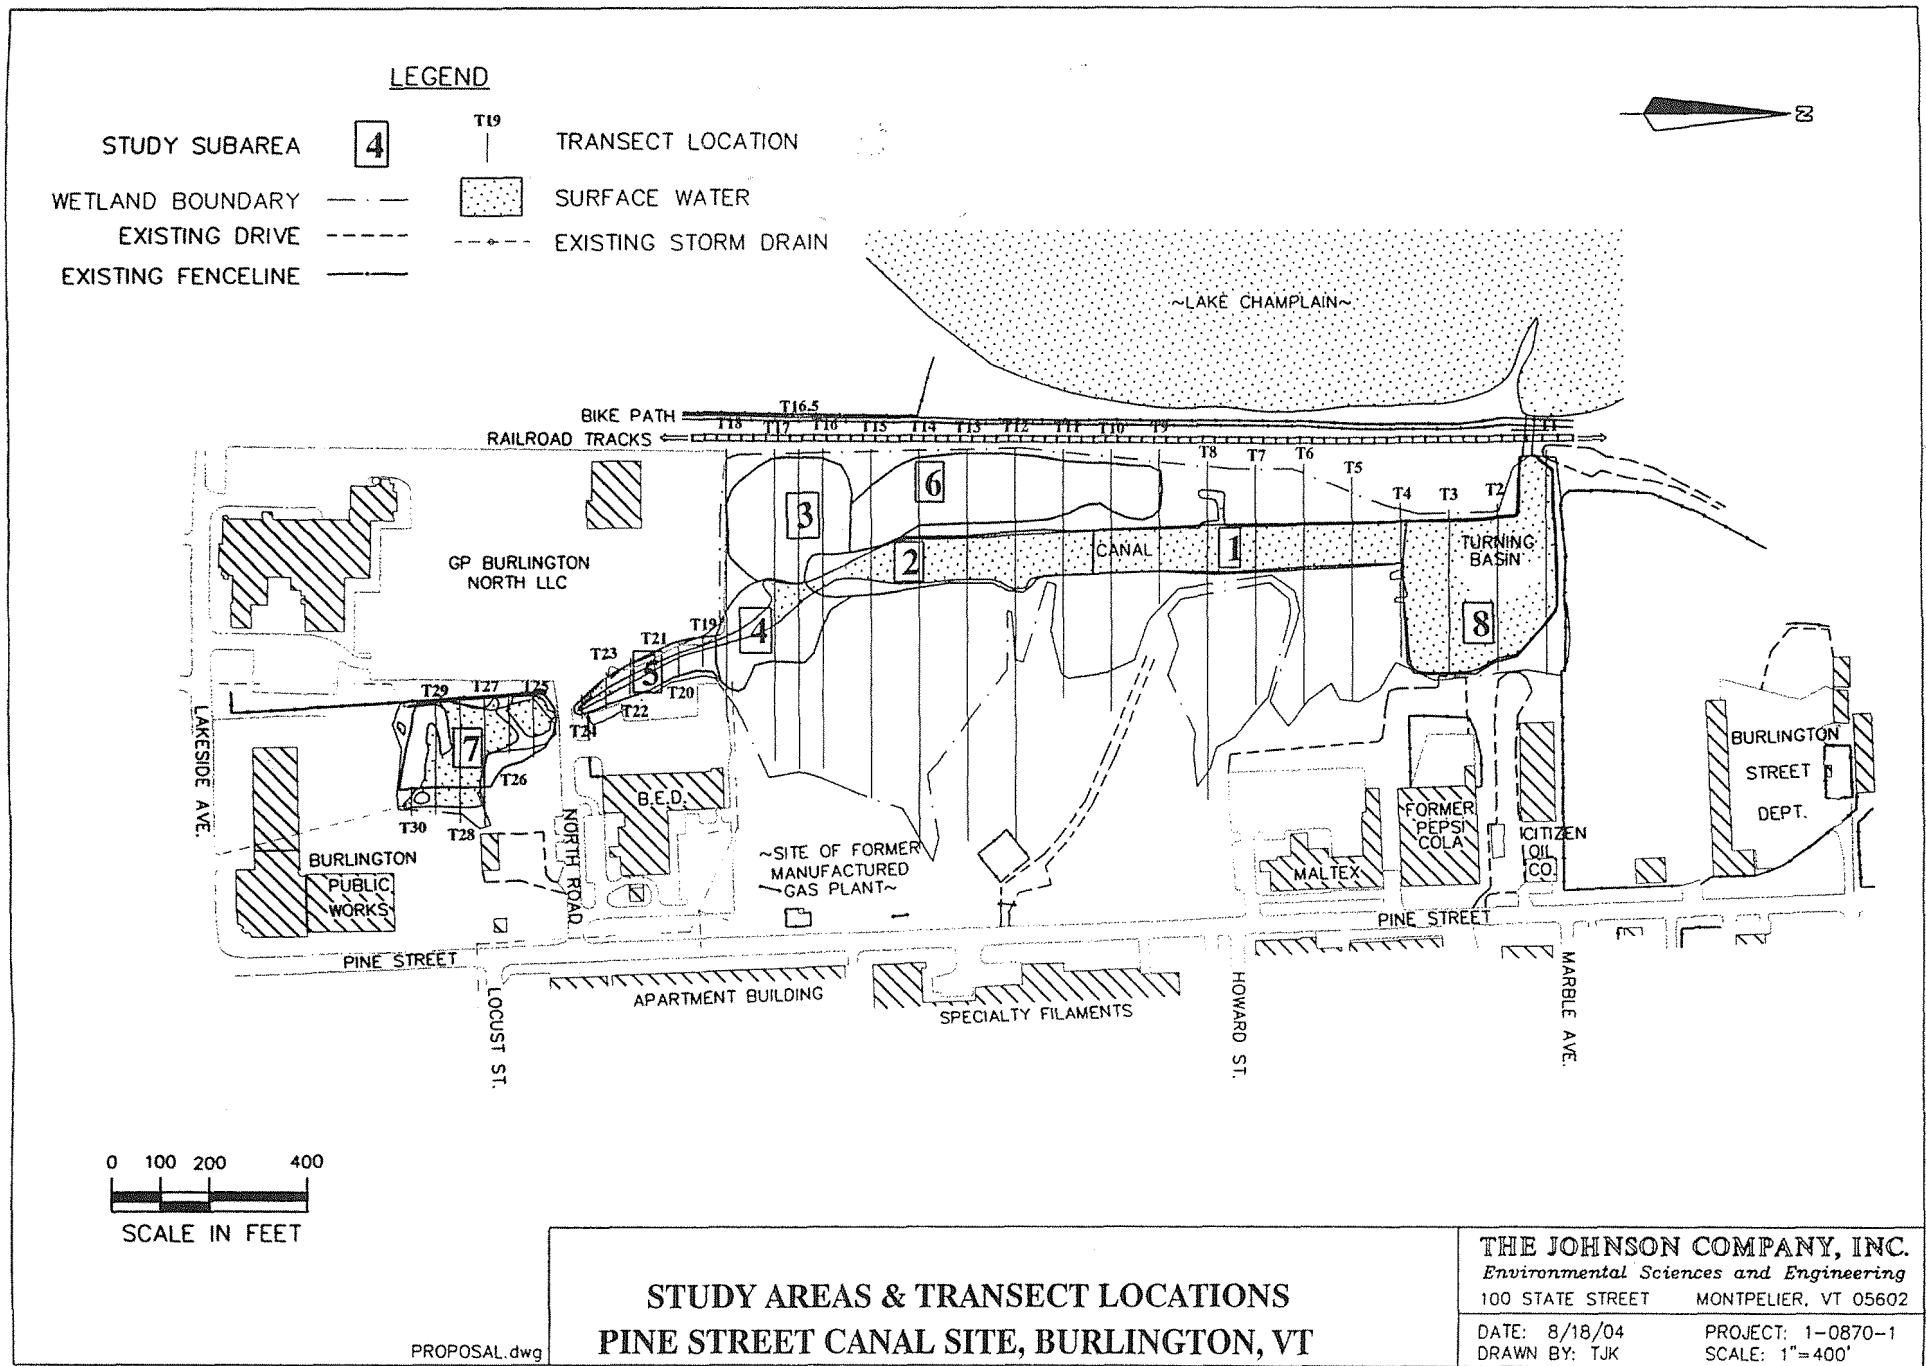 LEGEND
STUDY SUBAREA
4
T19
TRANSECT LOCATION
WETLAND BOUNDARY
SURFACE WATER
EXISTING DRIVE
EXISTING STORM DRAIN
EXISTING FENCELINE
N
~LAKE CHAMPLAIN~
BIKE PATH
RAILROAD TRACKS
T16.5
T18
T17
T16
T15
T14
T13
T12
T11
T10
T9
T8
T7
T6
T5
T4
T3
T2
T1
3
6
2
CANAL
1
TURNING
BASIN
8
GP BURLINGTON
NORTH LLC
4
T19
T21
T23
5
T20
T22
T24
T29
T27
T25
7
T26
T30
T28
LAKESIDE AVE.
BURLINGTON
PUBLIC
WORKS
NORTH ROAD
B.E.D.
~SITE OF FORMER
MANUFACTURED
GAS PLANT~
MALTEX
FORMER
PEPSI
COLA
CITIZEN
OIL
CO.
BURLINGTON
STREET
DEPT.
PINE STREET
PINE STREET
LOCUST ST.
APARTMENT BUILDING
SPECIALTY FILAMENTS
HOWARD ST.
MARBLE AVE.
0 100 200 400
SCALE IN FEET
PROPOSAL.dwg
STUDY AREAS & TRANSECT LOCATIONS
PINE STREET CANAL SITE, BURLINGTON, VT
THE JOHNSON COMPANY, INC.
Environmental Sciences and Engineering
100 STATE STREET MONTPELIER, VT 05602
DATE: 8/18/04 PROJECT: 1-0870-1
DRAWN BY: TJK SCALE: 1"=400'